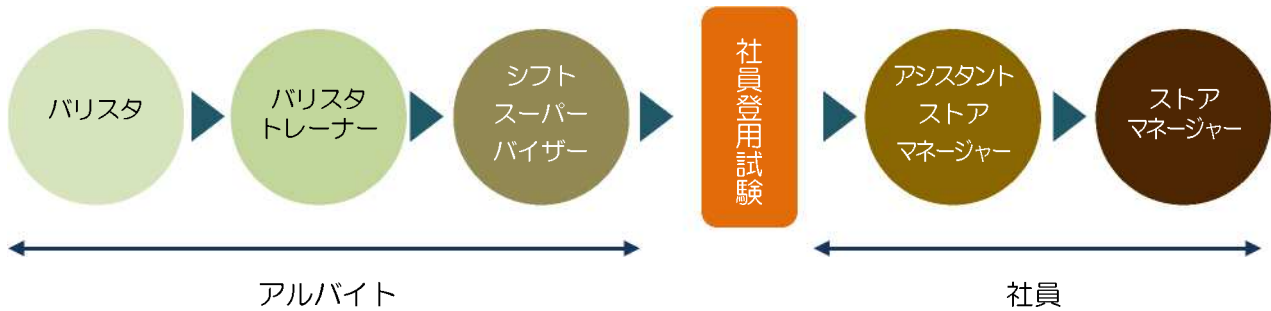 バリスタ
バリスタ
トレーナー
シフト
スーパー
バイザー
社員登用試験
アシスタント
ストア
マネージャー
ストア
マネージャー
アルバイト
社員